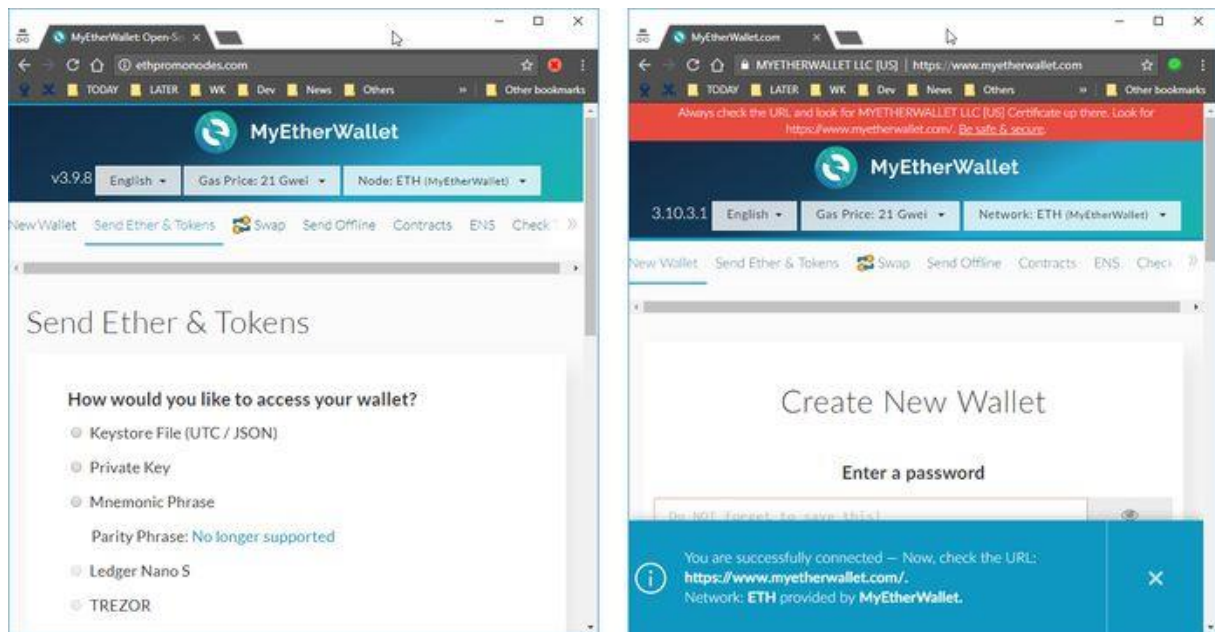 MyEtherWallet: Open-So
ethpromonodes.com
TODAY LATER WK Dev News Others » Other bookmarks
MyEtherWallet
v3.9.8 English Gas Price: 21 Gwei Node: ETH (MyEtherWallet)
New Wallet Send Ether & Tokens Swap Send Offline Contracts ENS Check
Send Ether & Tokens
How would you like to access your wallet?
Keystore File (UTC / JSON)
Private Key
Mnemonic Phrase
Parity Phrase: No longer supported
Ledger Nano S
TREZOR
MyEtherWallet.com
MYETHERWALLET LLC [US] | https://www.myetherwallet.com
TODAY LATER WK Dev News Others » Other bookmarks
Always check the URL and look for MYETHERWALLET LLC [US] Certificate up there. Look for
https://www.myetherwallet.com/. Be safe & secure.
MyEtherWallet
3.10.3.1 English Gas Price: 21 Gwei Network: ETH (MyEtherWallet)
New Wallet Send Ether & Tokens Swap Send Offline Contracts ENS Chec
Create New Wallet
Enter a password
Do NOT forget to save this!
You are successfully connected — Now, check the URL:
https://www.myetherwallet.com/.
Network: ETH provided by MyEtherWallet.